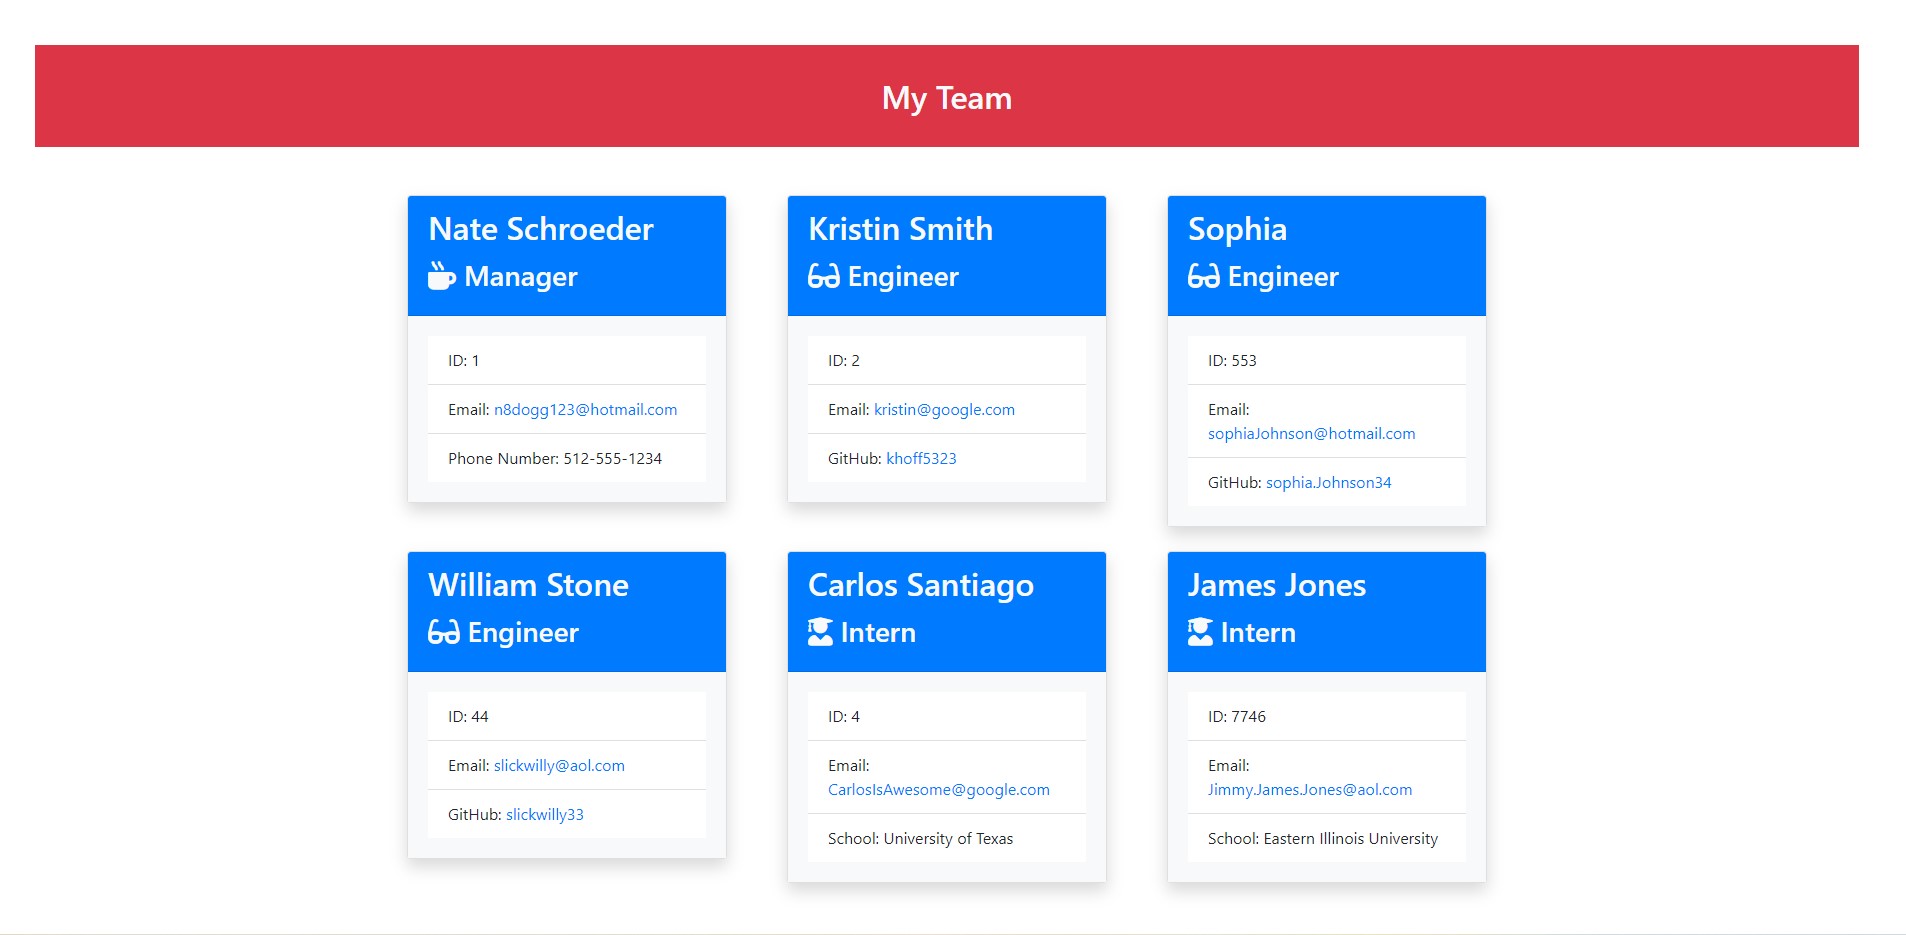 My Team
Nate Schroeder
Manager
ID: 1
Email: n8dogg123@hotmail.com
Phone Number: 512-555-1234
Kristin Smith
Engineer
ID: 2
Email: kristin@google.com
GitHub: khoff5323
Sophia
Engineer
ID: 553
Email:
sophiaJohnson@hotmail.com
GitHub: sophia.Johnson34
William Stone
Engineer
ID: 44
Email: slickwilly@aol.com
GitHub: slickwilly33
Carlos Santiago
Intern
ID: 4
Email:
CarlosIsAwesome@google.com
School: University of Texas
James Jones
Intern
ID: 7746
Email:
Jimmy.James.Jones@aol.com
School: Eastern Illinois University